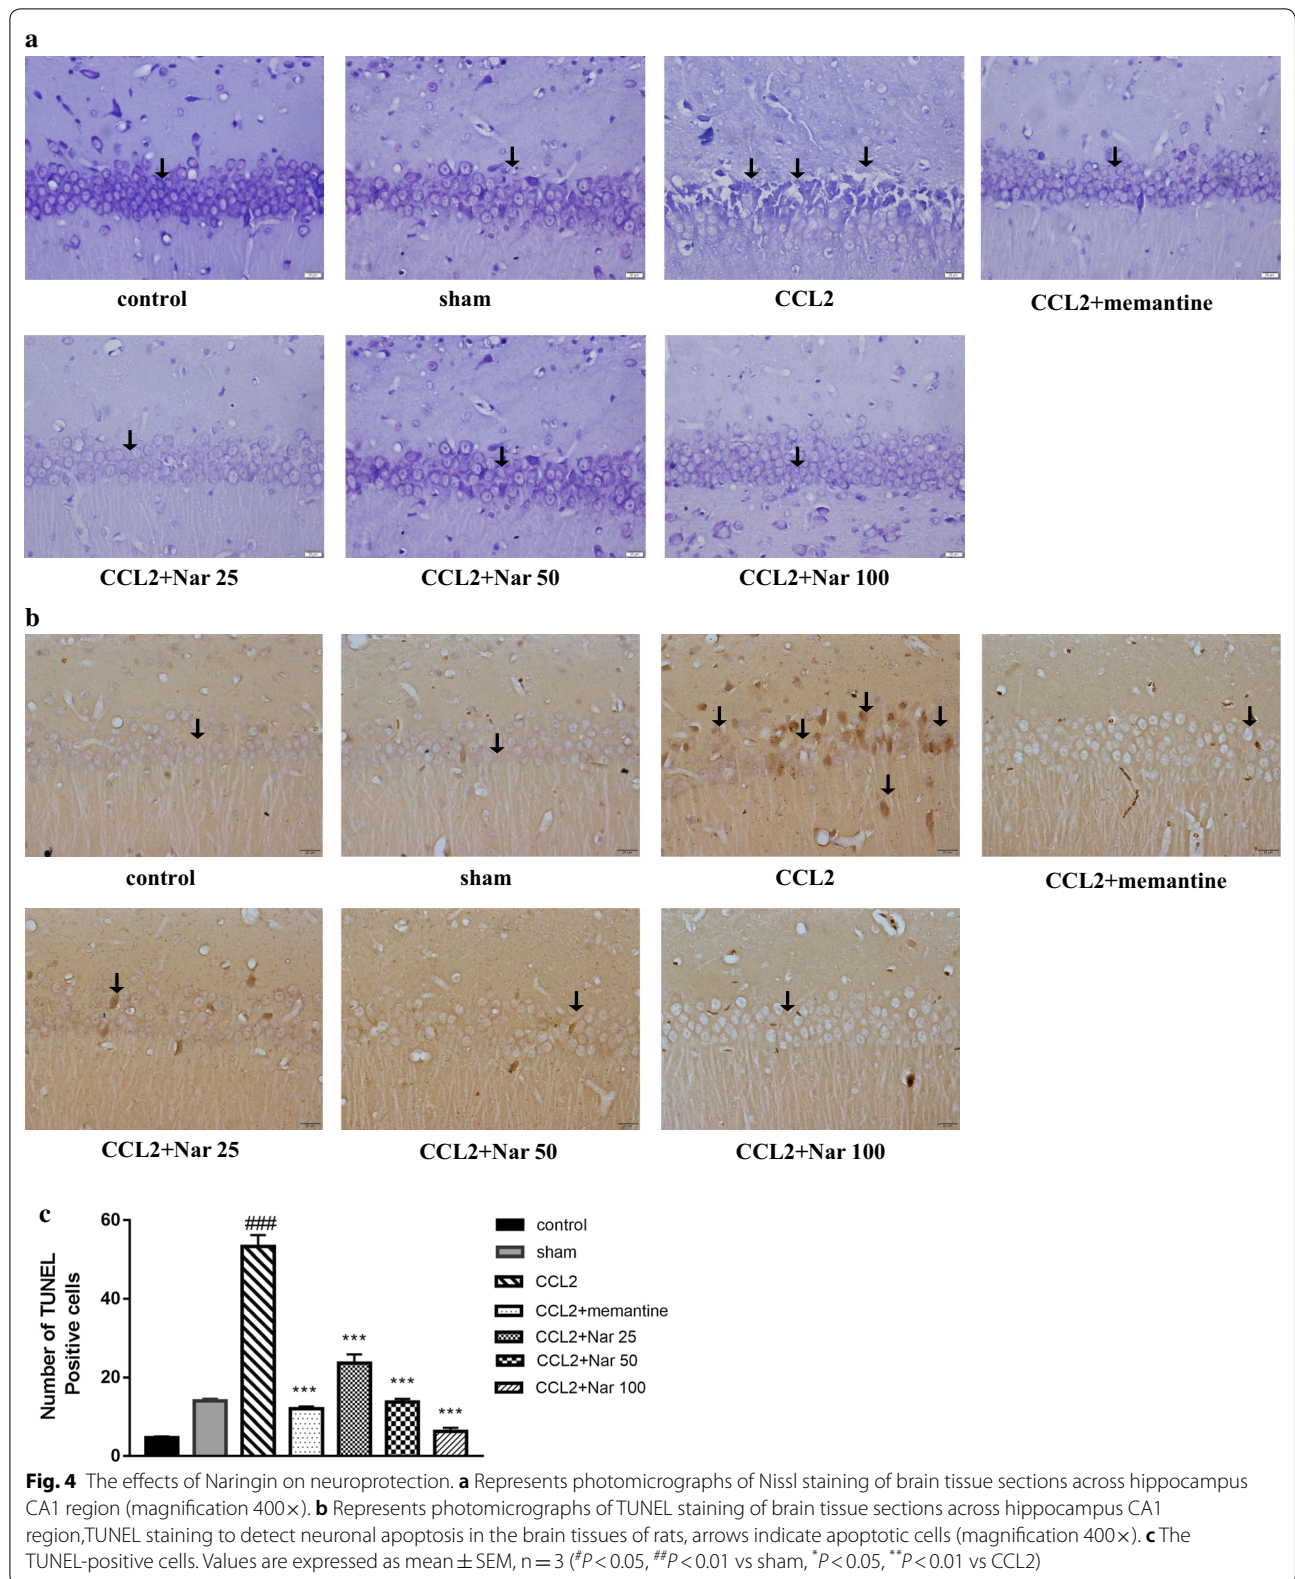 a
control
sham
CCL2
CCL2+memantine
CCL2+Nar 25
CCL2+Nar 50
CCL2+Nar 100
b
control
sham
CCL2
CCL2+memantine
CCL2+Nar 25
CCL2+Nar 50
CCL2+Nar 100
c
Number of TUNEL
Positive cells
60
40
20
0
###
***
***
***
***
control
sham
CCL2
CCL2+memantine
CCL2+Nar 25
CCL2+Nar 50
CCL2+Nar 100
Fig. 4 The effects of Naringin on neuroprotection. a Represents photomicrographs of Nissl staining of brain tissue sections across hippocampus
CA1 region (magnification 400×). b Represents photomicrographs of TUNEL staining of brain tissue sections across hippocampus CA1
region,TUNEL staining to detect neuronal apoptosis in the brain tissues of rats, arrows indicate apoptotic cells (magnification 400×). c The
TUNEL-positive cells. Values are expressed as mean ± SEM, n = 3 (#P < 0.05, ##P < 0.01 vs sham, *P < 0.05, **P < 0.01 vs CCL2)